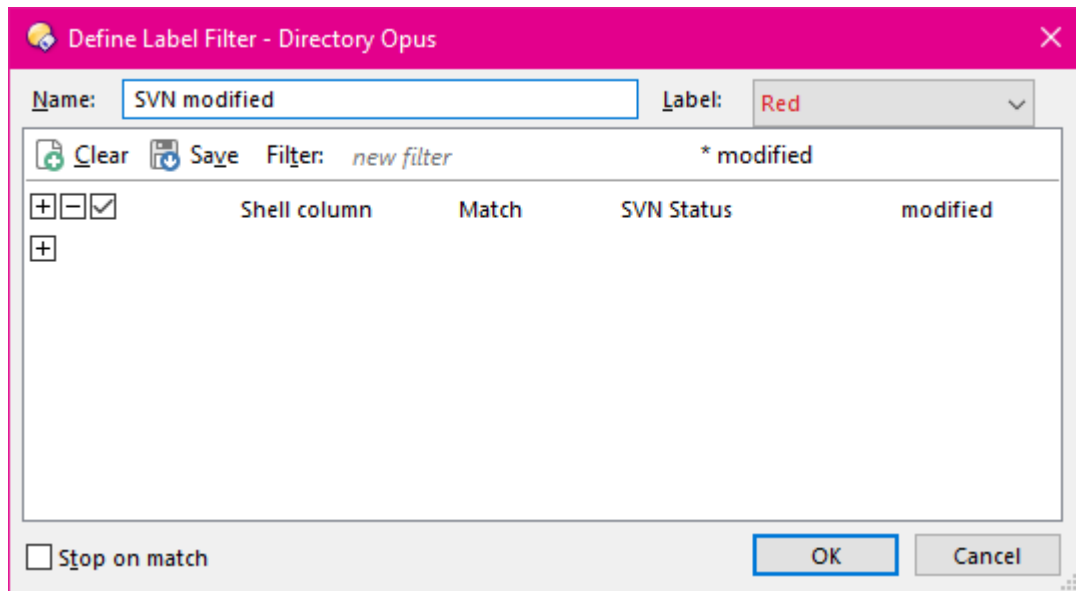 Define Label Filter - Directory Opus
Name: SVN modified Label: Red
Clear Save Filter: new filter * modified
Shell column Match SVN Status modified
Stop on match OK Cancel